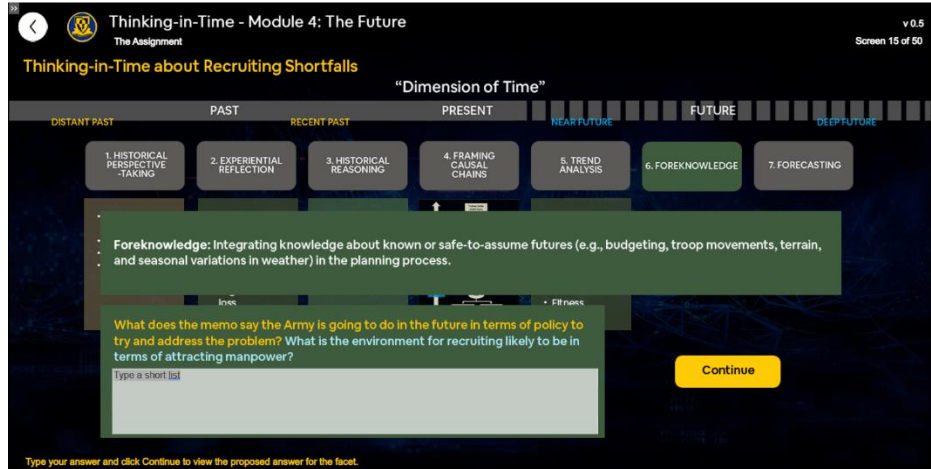 Thinking-in-Time - Module 4: The Future
v 0.5
The Assignment
Screen 15 of 50
Thinking-in-Time about Recruiting Shortfalls
“Dimension of Time”
PAST
PRESENT
FUTURE
DISTANT PAST
RECENT PAST
NEAR FUTURE
DEEP FUTURE
1. HISTORICAL
PERSPECTIVE
-TAKING
2. EXPERIENTIAL
REFLECTION
3. HISTORICAL
REASONING
4. FRAMING
CAUSAL
CHAINS
5. TREND
ANALYSIS
6. FOREKNOWLEDGE
7. FORECASTING
Foreknowledge: Integrating knowledge about known or safe-to-assume futures (e.g., budgeting, troop movements, terrain,
and seasonal variations in weather) in the planning process.
loss
• Fitness
What does the memo say the Army is going to do in the future in terms of policy to
try and address the problem? What is the environment for recruiting likely to be in
terms of attracting manpower?
Type a short list
Continue
Type your answer and click Continue to view the proposed answer for the facet.